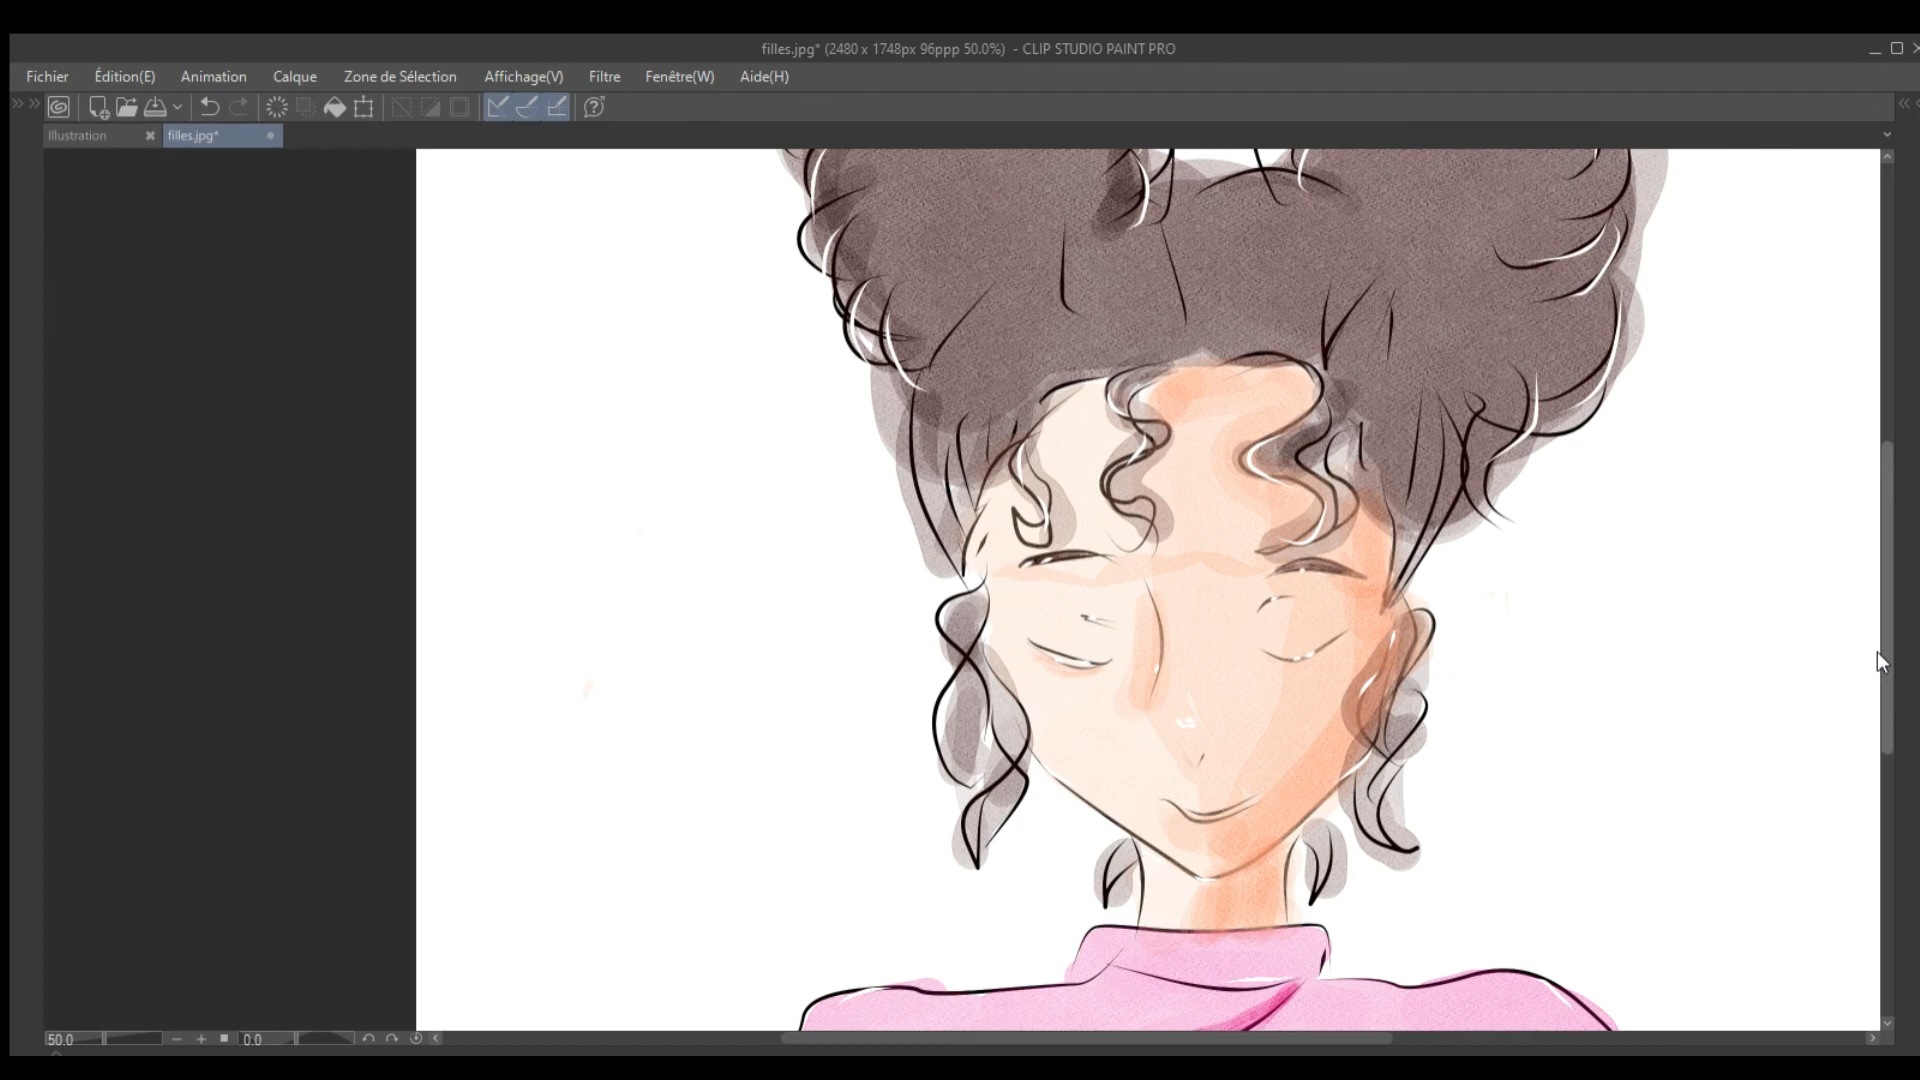 filles.jpg* (2480 x 1748px 96ppp 50.0%) - CLIP STUDIO PAINT PRO
Fichier Édition(E) Animation Calque Zone de Sélection Affichage(V) Filtre Fenêtre(W) Aide(H)
Illustration filles.jpg*
50.0 0.0